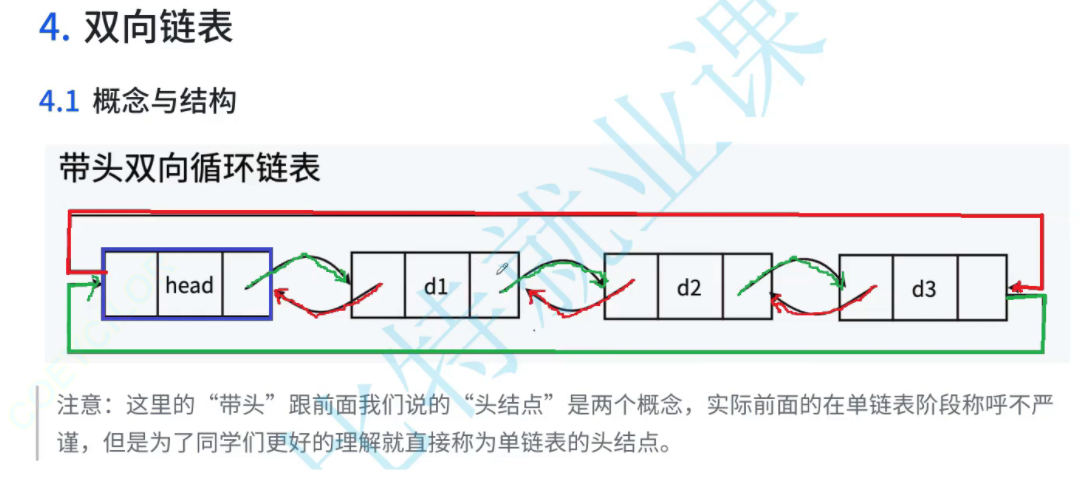 4. 双向链表
4.1 概念与结构
带头双向循环链表
head d1 d2 d3
注意：这里的“带头”跟前面我们说的“头结点”是两个概念，实际前面的在单链表阶段称呼不严
谨，但是为了同学们更好的理解就直接称为单链表的头结点。
特就业课